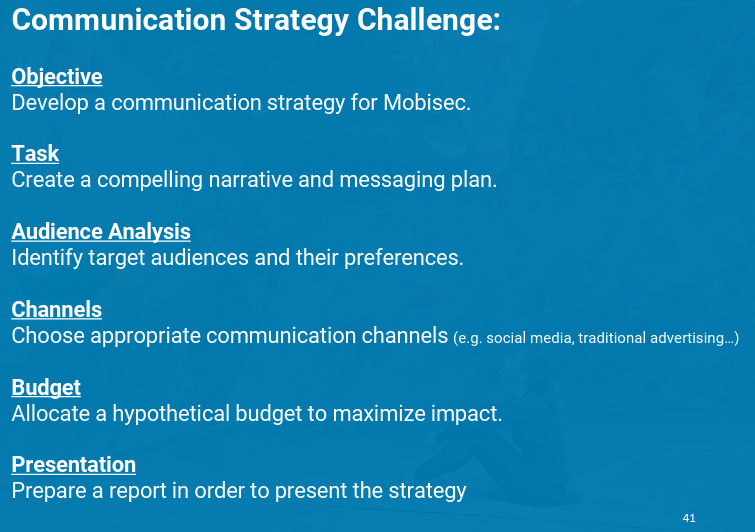 Communication Strategy Challenge:
Objective
Develop a communication strategy for Mobisec.
Task
Create a compelling narrative and messaging plan.
Audience Analysis
Identify target audiences and their preferences.
Channels
Choose appropriate communication channels (e.g. social media, traditional advertising…)
Budget
Allocate a hypothetical budget to maximize impact.
Presentation
Prepare a report in order to present the strategy
41